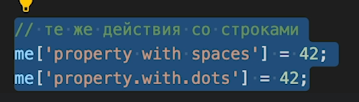 // те же действия со строками
me['property with spaces'] = 42;
me['property.with.dots'] = 42;